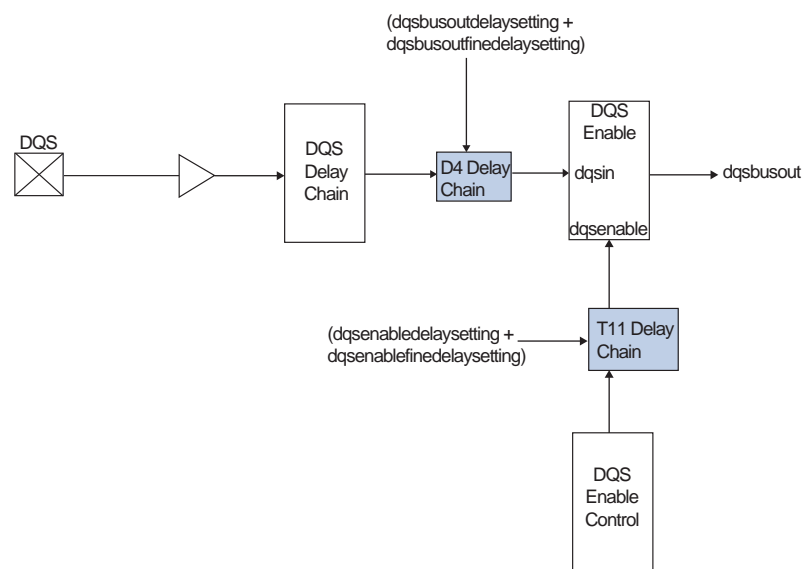 (dqsbusoutdelaysetting +
dqsbusoutfinedelaysetting)
DQS
DQS
Delay
Chain
D4 Delay
Chain
DQS
Enable
dqsin
dqsenable
dqsbusout
(dqsenabledelaysetting +
dqsenablefinedelaysetting)
T11 Delay
Chain
DQS
Enable
Control